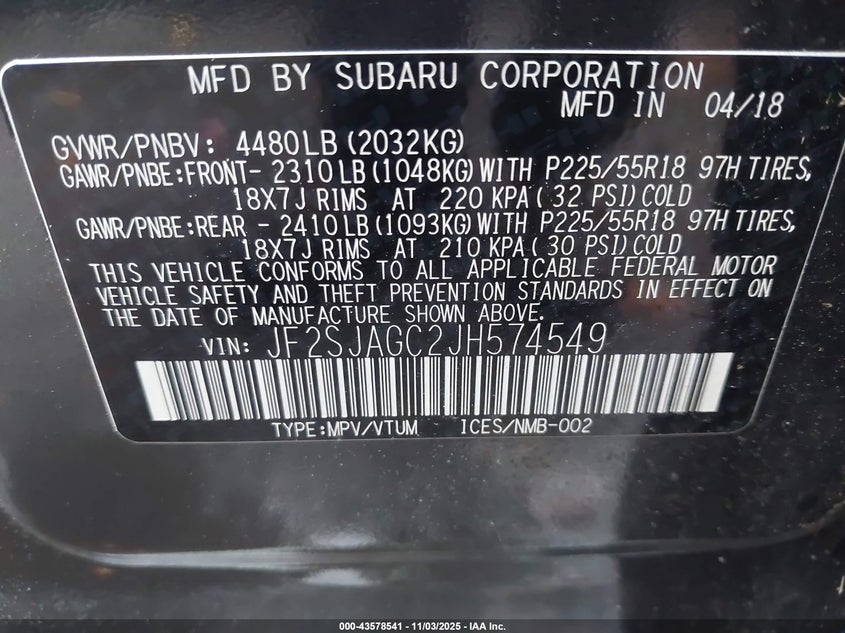 MFD BY SUBARU CORPORATION
MFD IN 04/18
GVWR/PNBV: 4480LB(2032KG)
GAWR/PNBE:FRONT- 2310LB(1048KG)WITH P225/55R18 97H TIRES,
18X7J RIMS AT 220 KPA(32 PSI)COLD
GAWR/PNBE:REAR - 2410LB(1093KG)WITH P225/55R18 97H TIRES,
18X7J RIMS AT 210 KPA(30 PSI)COLD
THIS VEHICLE CONFORMS TO ALL APPLICABLE FEDERAL MOTOR
VEHICLE SAFETY AND THEFT PREVENTION STANDARDS IN EFFECT ON
THE DATE OF MANUFACTURE SHOWN ABOVE.
VIN: JF2SJAGC2JH574549
TYPE:MPV/VTUM ICES/NMB-002
000-43578541 - 11/03/2025 - IAA Inc.